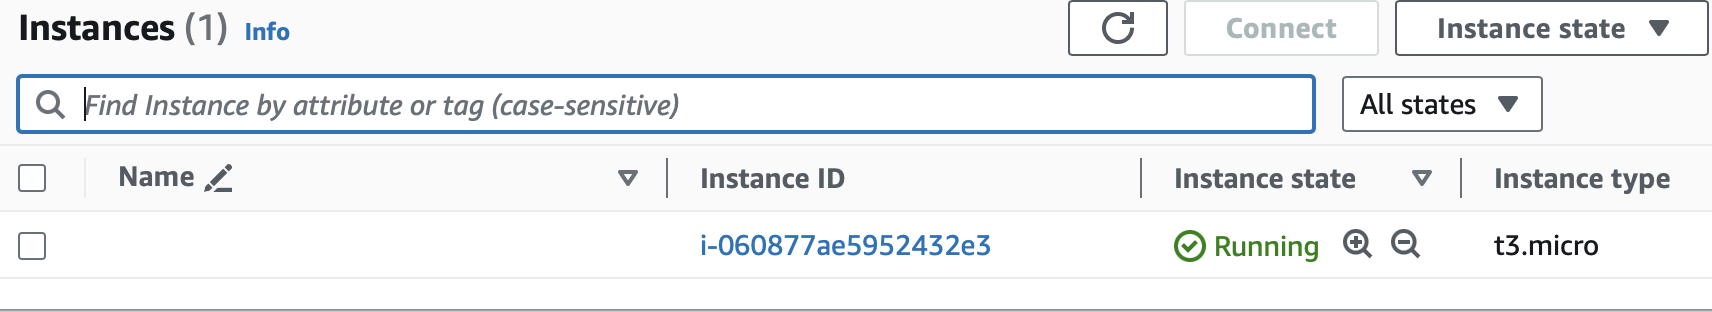 Instances (1) Info Connect Instance state
Find Instance by attribute or tag (case-sensitive) All states
Name Instance ID Instance state Instance type
i-060877ae5952432e3 Running t3.micro